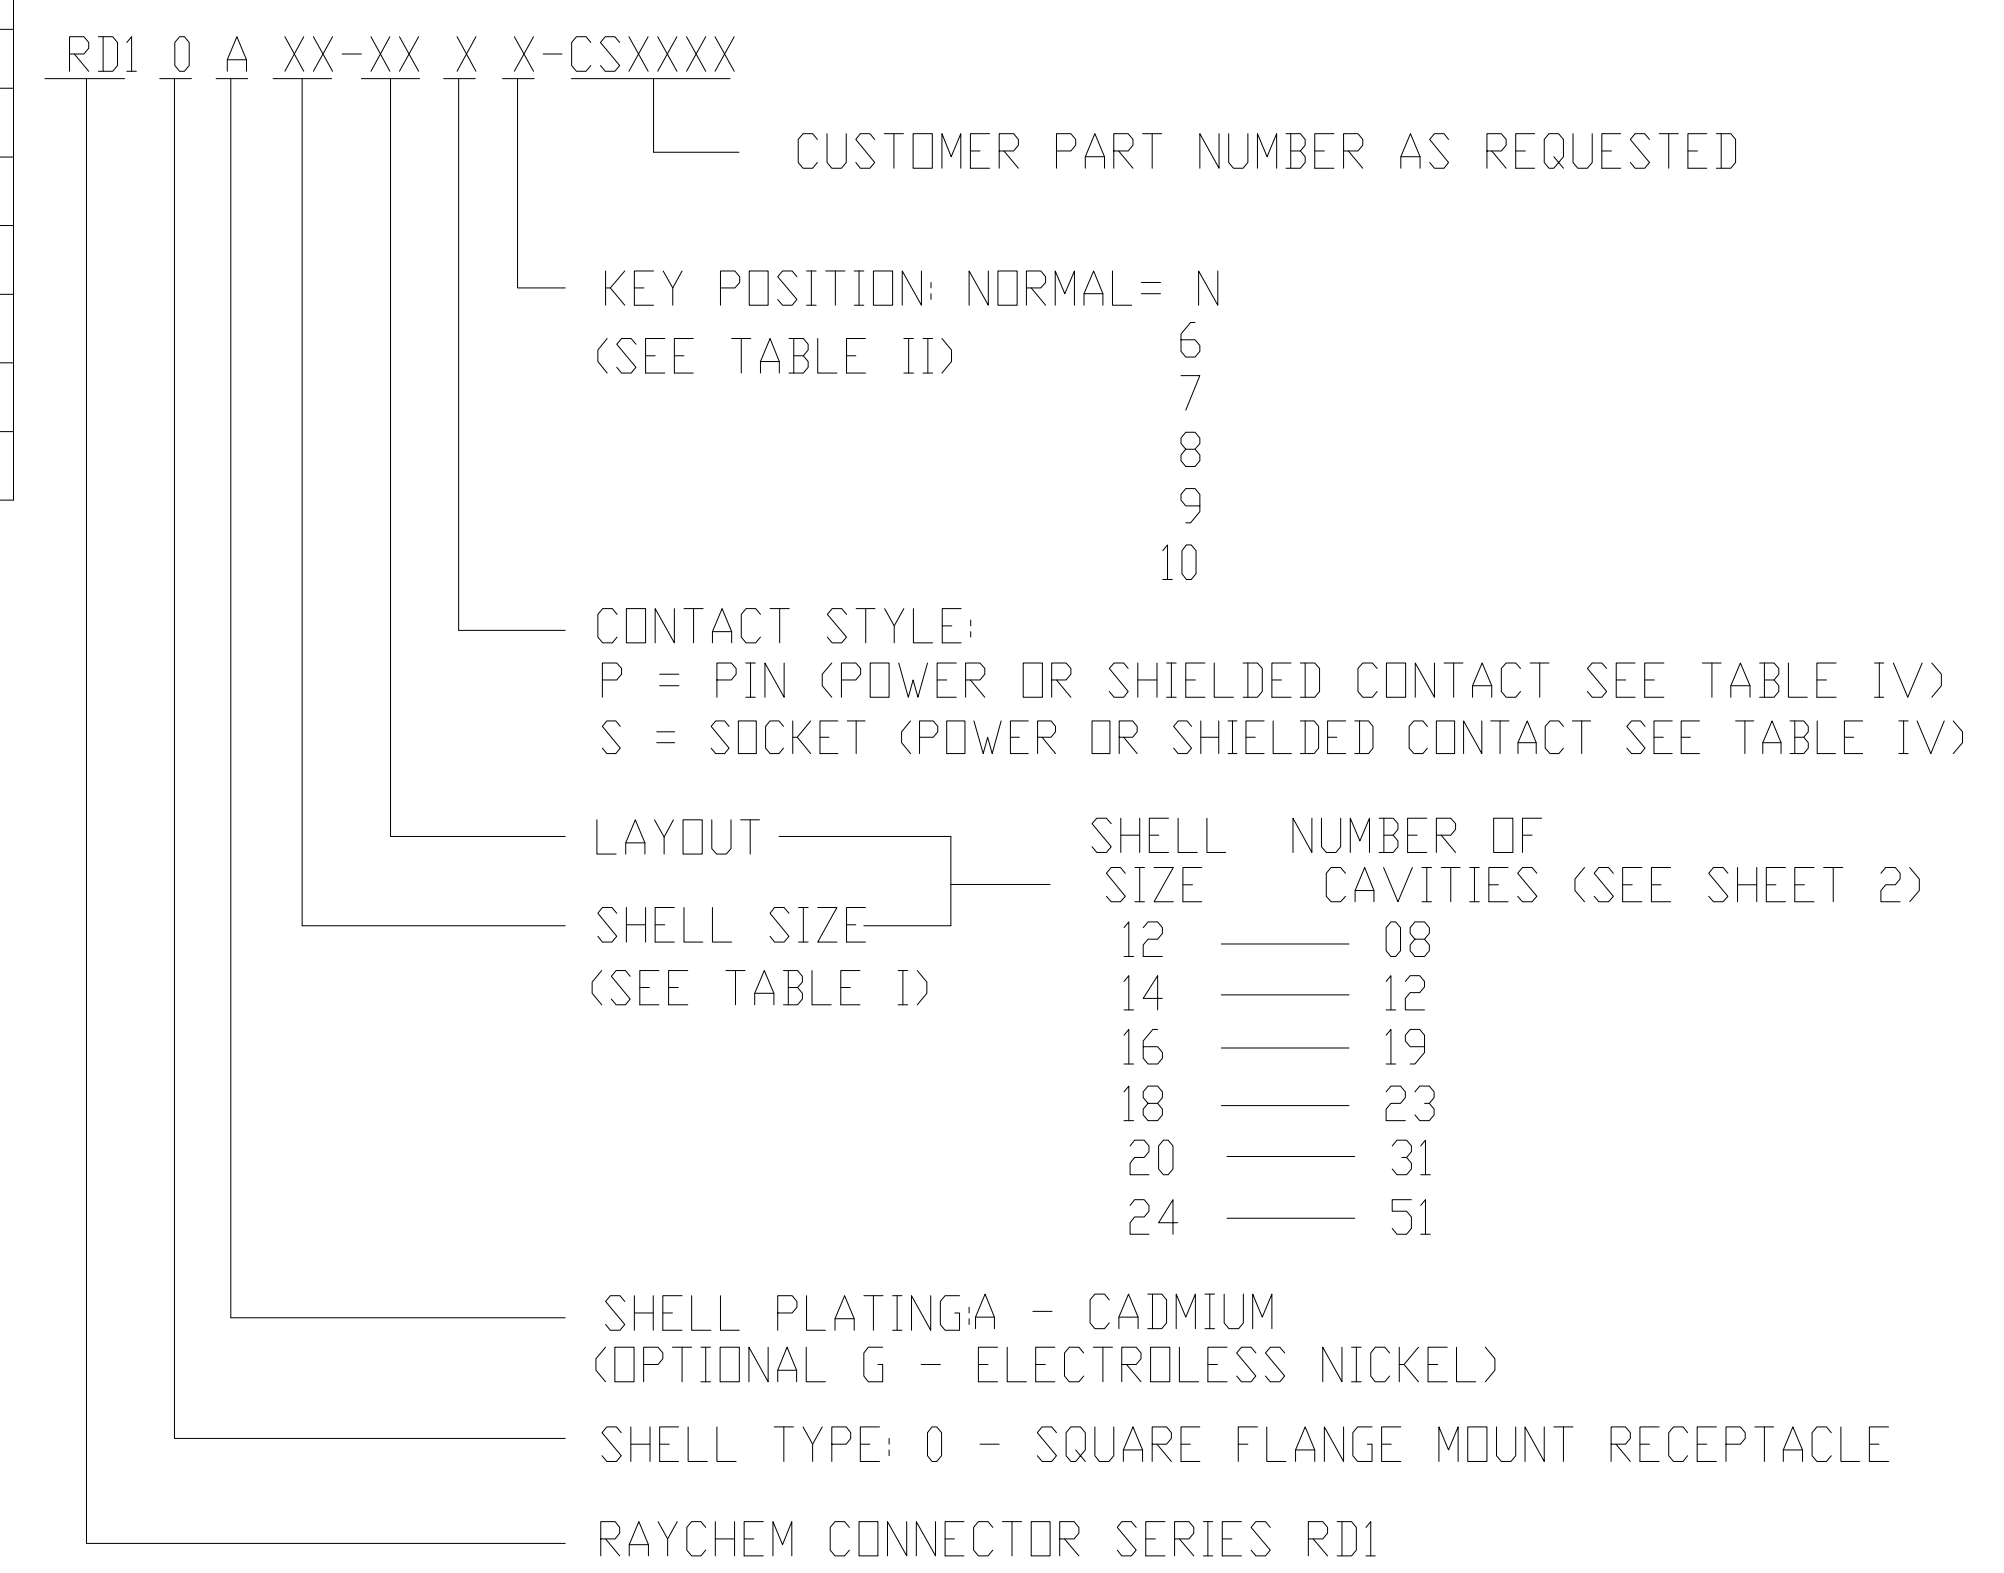 RD1 0 A XX-XX X X-CSXXXX
CUSTOMER PART NUMBER AS REQUESTED
KEY POSITION: NORMAL= N
(SEE TABLE II)
6
7
8
9
10
CONTACT STYLE:
P = PIN (POWER OR SHIELDED CONTACT SEE TABLE IV)
S = SOCKET (POWER OR SHIELDED CONTACT SEE TABLE IV)
LAYOUT
SHELL SIZE
(SEE TABLE I)
SHELL NUMBER OF
SIZE CAVITIES (SEE SHEET 2)
12 08
14 12
16 19
18 23
20 31
24 51
SHELL PLATING:A - CADMIUM
(OPTIONAL G - ELECTROLESS NICKEL)
SHELL TYPE: 0 - SQUARE FLANGE MOUNT RECEPTACLE
RAYCHEM CONNECTOR SERIES RD1